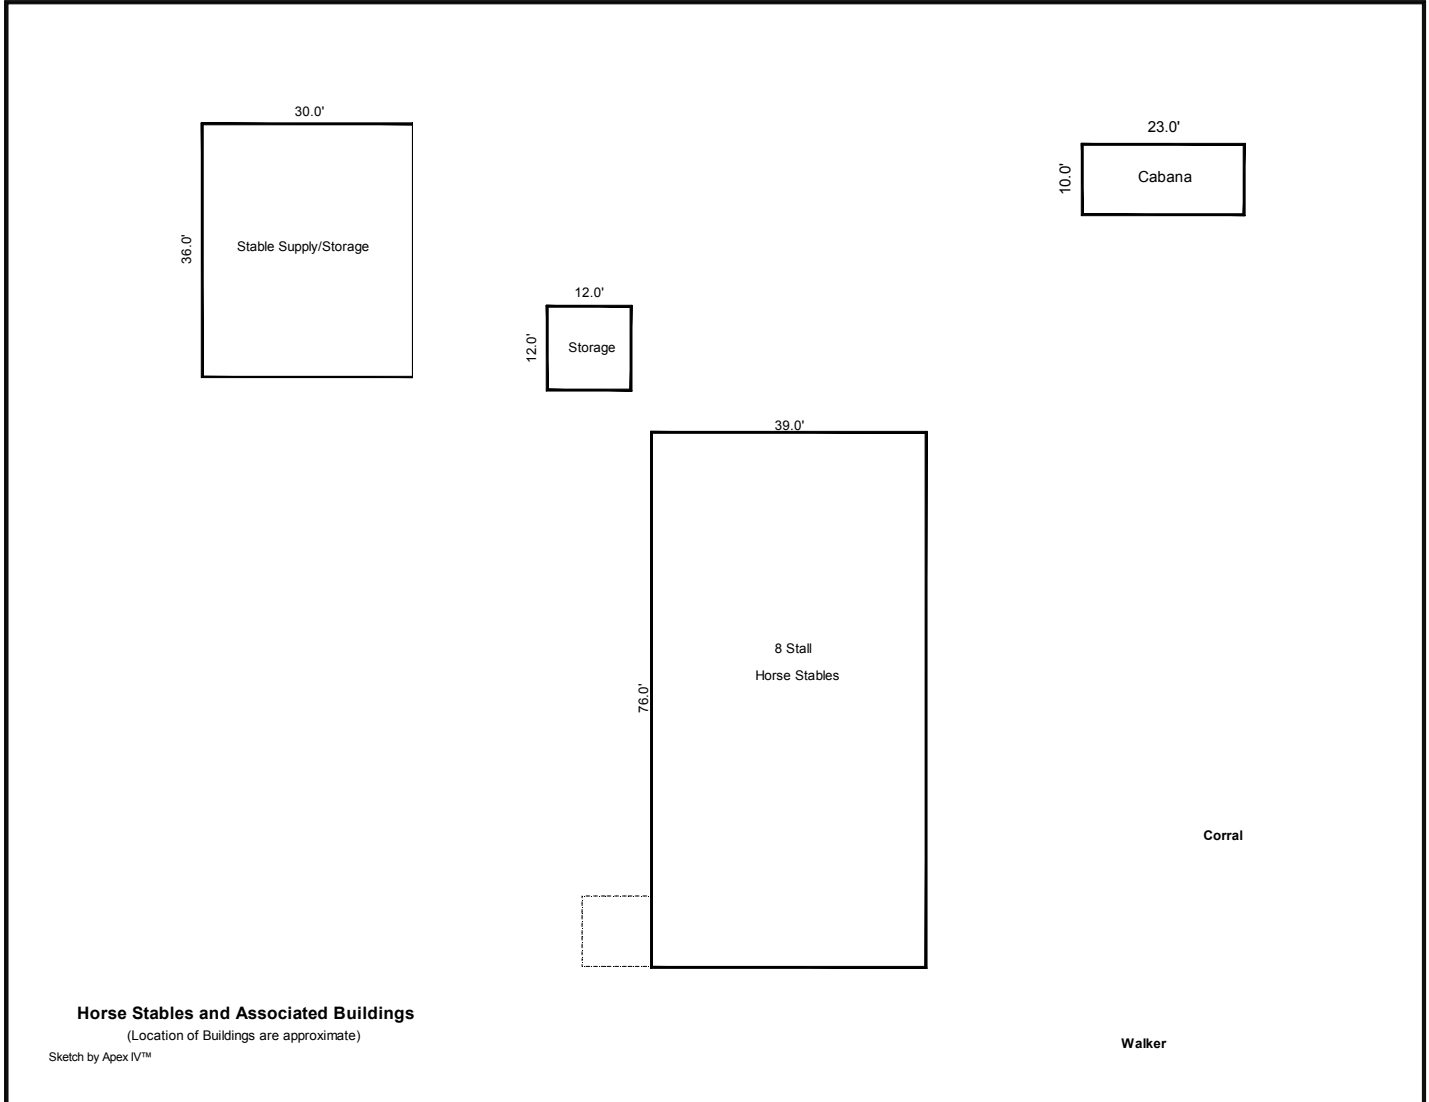 30.0'
23.0'
10.0'
Cabana
36.0'
Stable Supply/Storage
12.0'
12.0'
Storage
39.0'
8 Stall
Horse Stables
76.0'
Corral
Horse Stables and Associated Buildings
(Location of Buildings are approximate)
Sketch by Apex IV™
Walker